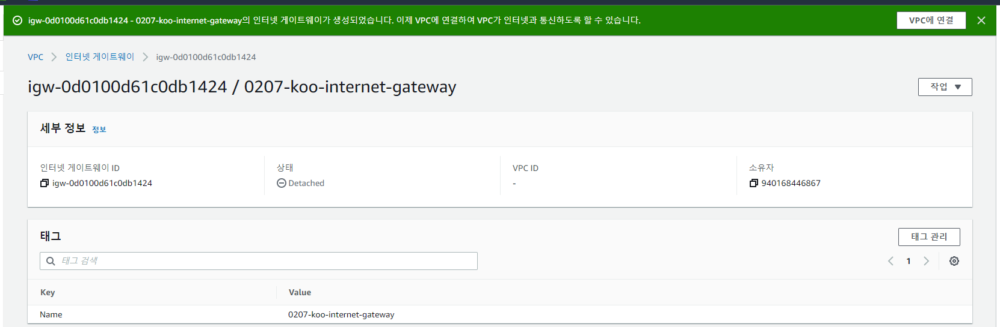 igw-0d0100d61c0db1424 - 0207-koo-internet-gateway의 인터넷 게이트웨이가 생성되었습니다. 이제 VPC에 연결하여 VPC가 인터넷과 통신하도록 할 수 있습니다. VPC에 연결
VPC 인터넷 게이트웨이 igw-0d0100d61c0db1424
igw-0d0100d61c0db1424 / 0207-koo-internet-gateway 작업
세부 정보 정보
인터넷 게이트웨이 ID 상태 VPC ID 소유자
igw-0d0100d61c0db1424 Detached - 940168446867
태그 태그 관리
태그 검색 1
Key Value
Name 0207-koo-internet-gateway